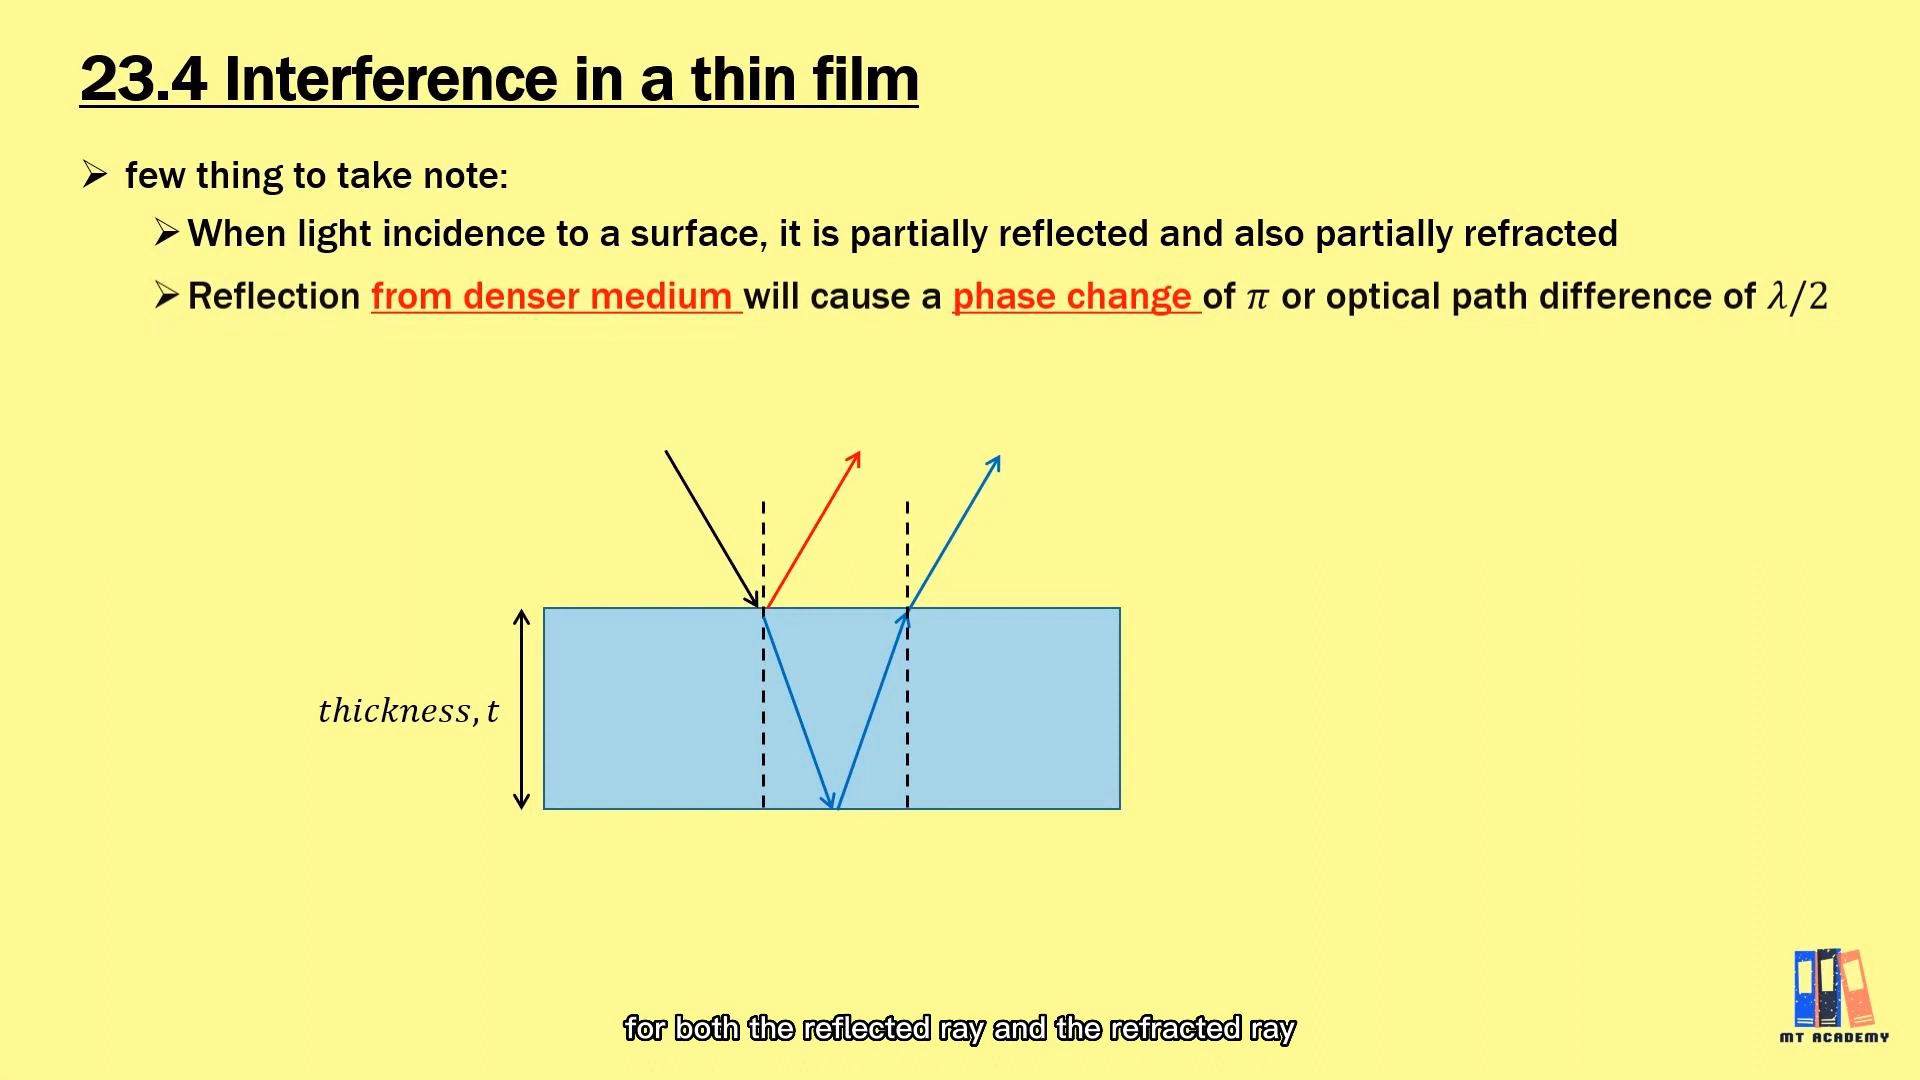 23.4 Interference in a thin film
few thing to take note:
When light incidence to a surface, it is partially reflected and also partially refracted
Reflection from denser medium will cause a phase change of π or optical path difference of λ/2
thickness, t
for both the reflected ray and the refracted ray
MT ACADEMY